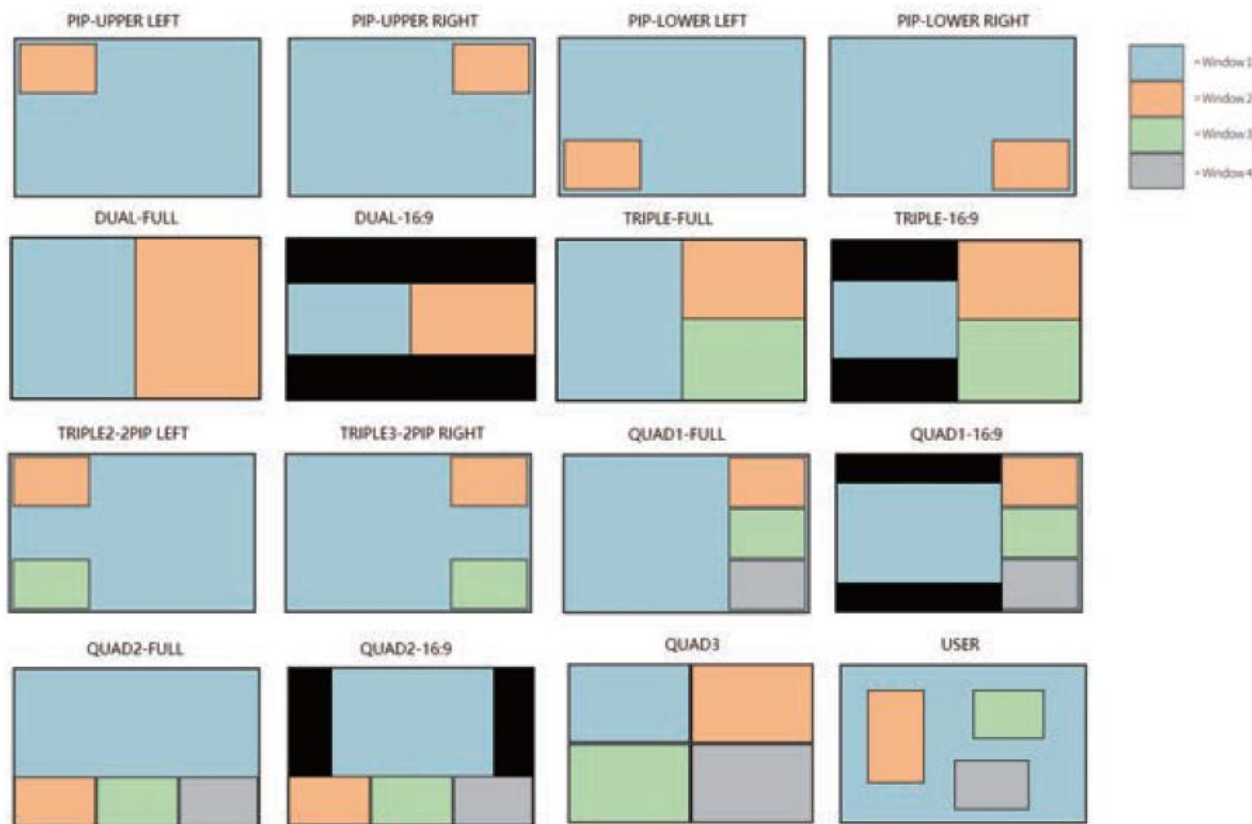 PIP-UPPER LEFT
PIP-UPPER RIGHT
PIP-LOWER LEFT
PIP-LOWER RIGHT
= Window 1
= Window 2
= Window 3
= Window 4
DUAL-FULL
DUAL-16:9
TRIPLE-FULL
TRIPLE-16:9
TRIPLE2-2PIP LEFT
TRIPLE3-2PIP RIGHT
QUAD1-FULL
QUAD1-16:9
QUAD2-FULL
QUAD2-16:9
QUAD3
USER